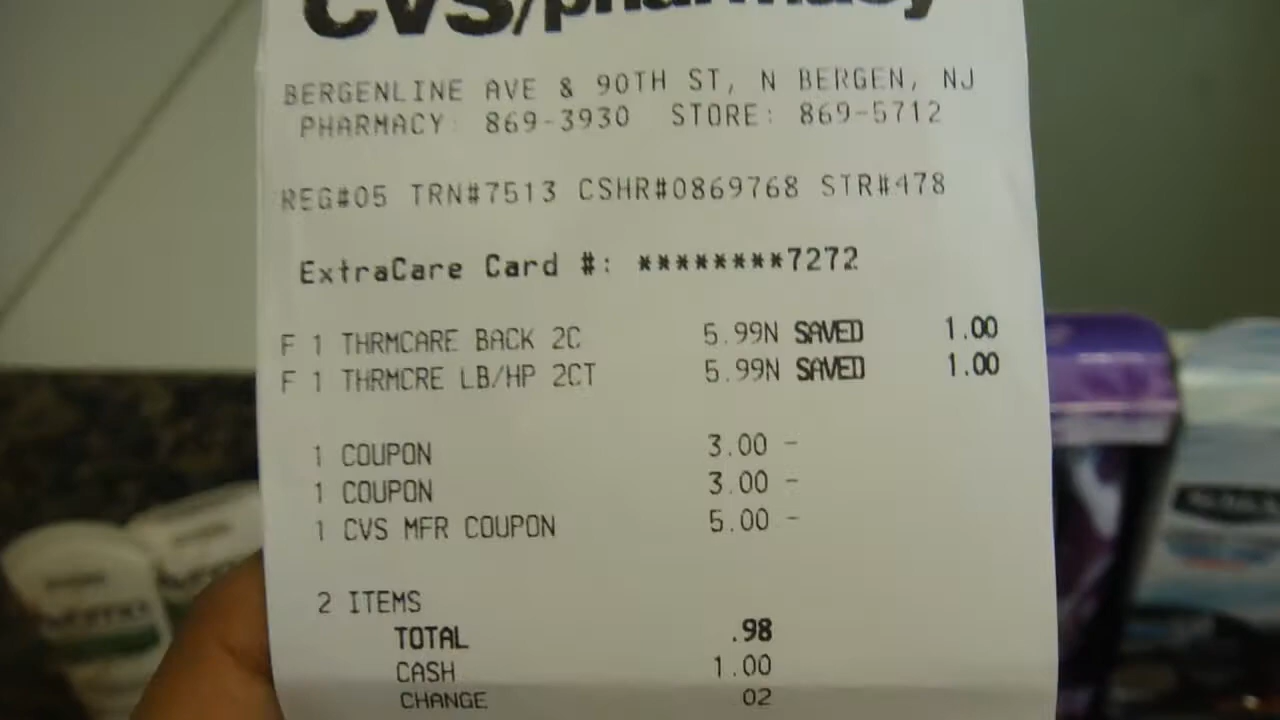 CVS/pharmacy
BERGENLINE AVE & 90TH ST, N BERGEN, NJ
PHARMACY: 869-3930 STORE: 869-5712
REG#05 TRN#7513 CSHR#0869768 STR#478
ExtraCare Card #: ********7272
F 1 THRMCARE BACK 2C 5.99N SAVED 1.00
F 1 THRMCRE LB/HP 2CT 5.99N SAVED 1.00
1 COUPON 3.00 -
1 COUPON 3.00 -
1 CVS MFR COUPON 5.00 -
2 ITEMS
TOTAL .98
CASH 1.00
CHANGE 02